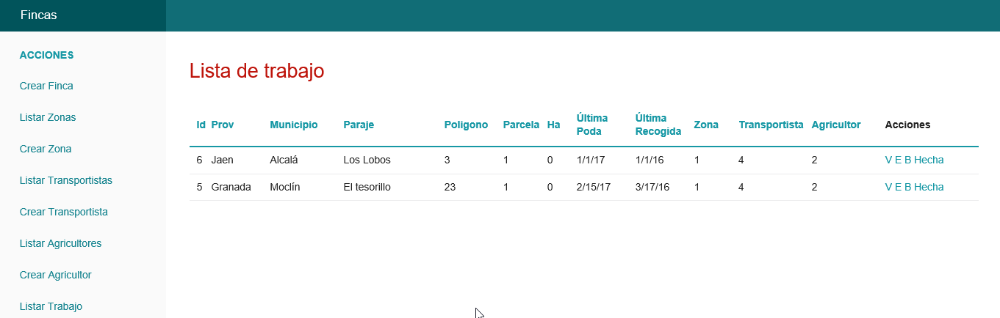 Fincas
ACCIONES
Crear Finca
Listar Zonas
Crear Zona
Listar Transportistas
Crear Transportista
Listar Agricultores
Crear Agricultor
Listar Trabajo
Lista de trabajo
Id Prov Municipio Paraje Poligono Parcela Ha Última Poda Última Recogida Zona Transportista Agricultor Acciones
6 Jaen Alcalá Los Lobos 3 1 0 1/1/17 1/1/16 1 4 2 V E B Hecha
5 Granada Moclín El tesorillo 23 1 0 2/15/17 3/17/16 1 4 2 V E B Hecha